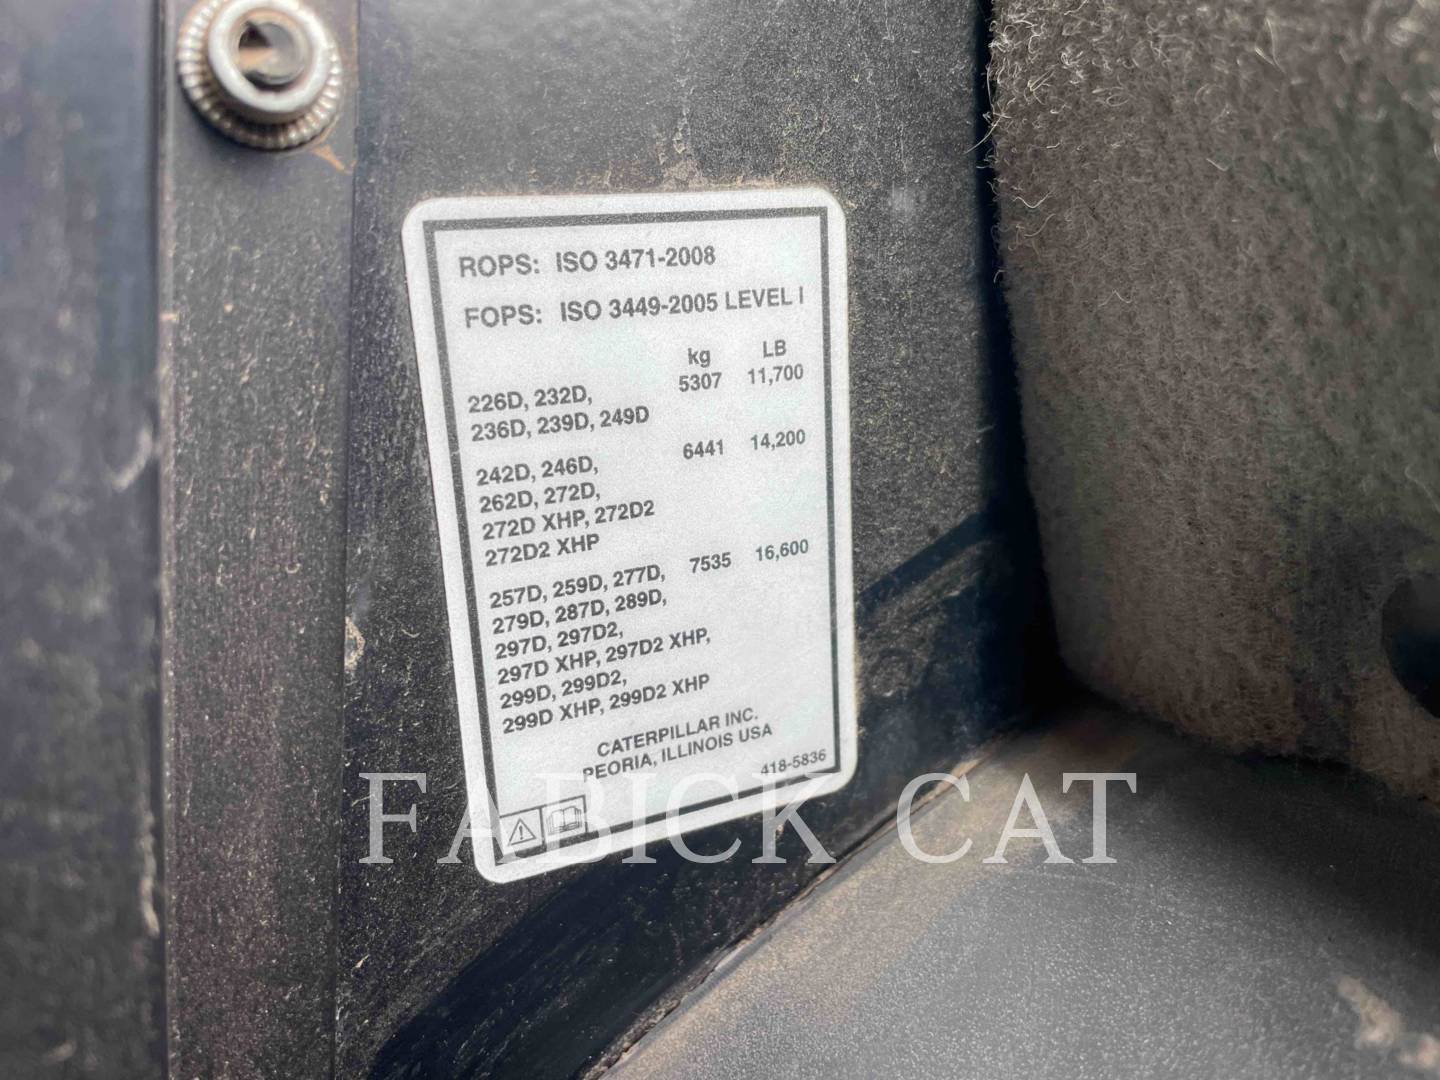 ROPS: ISO 3471-2008
FOPS: ISO 3449-2005 LEVEL I
kg LB
226D, 232D, 5307 11,700
236D, 239D, 249D
242D, 246D, 6441 14,200
262D, 272D,
272D XHP, 272D2
272D2 XHP
257D, 259D, 277D, 7535 16,600
279D, 287D, 289D,
297D, 297D2,
297D XHP, 297D2 XHP,
299D, 299D2,
299D XHP, 299D2 XHP
CATERPILLAR INC.
PEORIA, ILLINOIS USA
418-5836
FABICK CAT